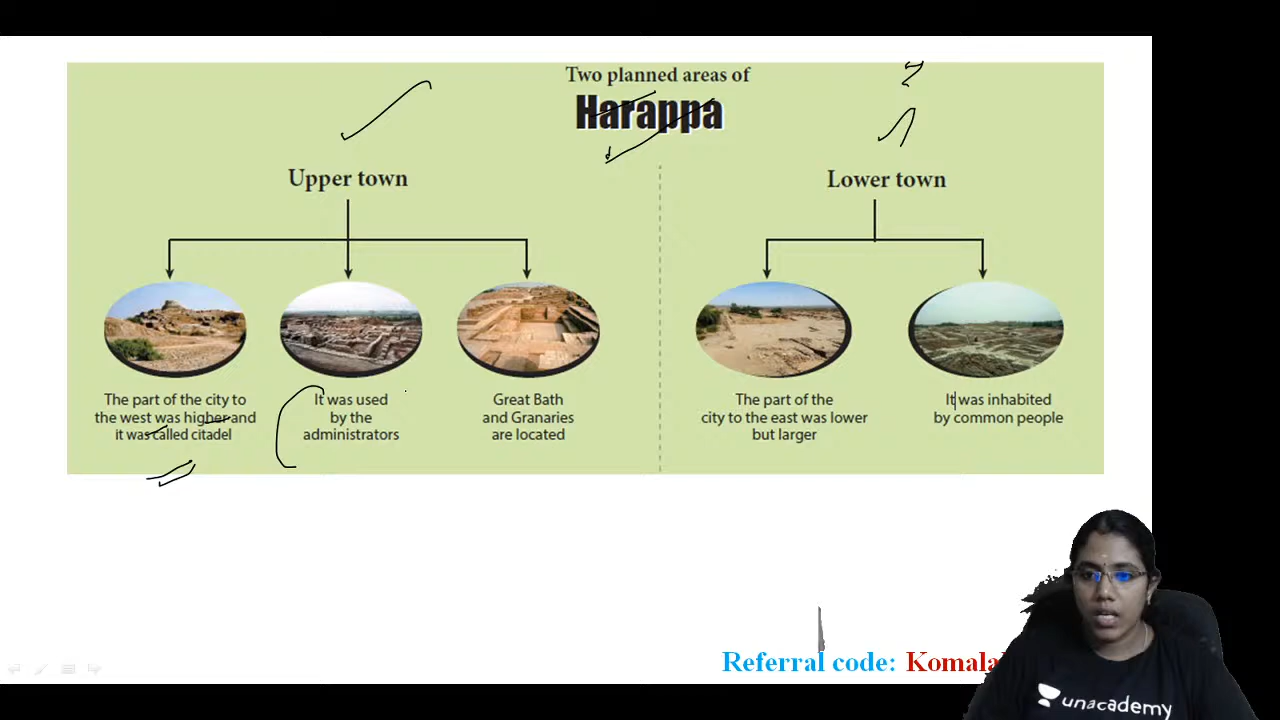 Two planned areas of
Harappa
Upper town
Lower town
The part of the city to
the west was higher and
it was called citadel
It was used
by the
administrators
Great Bath
and Granaries
are located
The part of the
city to the east was lower
but larger
It was inhabited
by common people
Referral code: Komala
unacademy